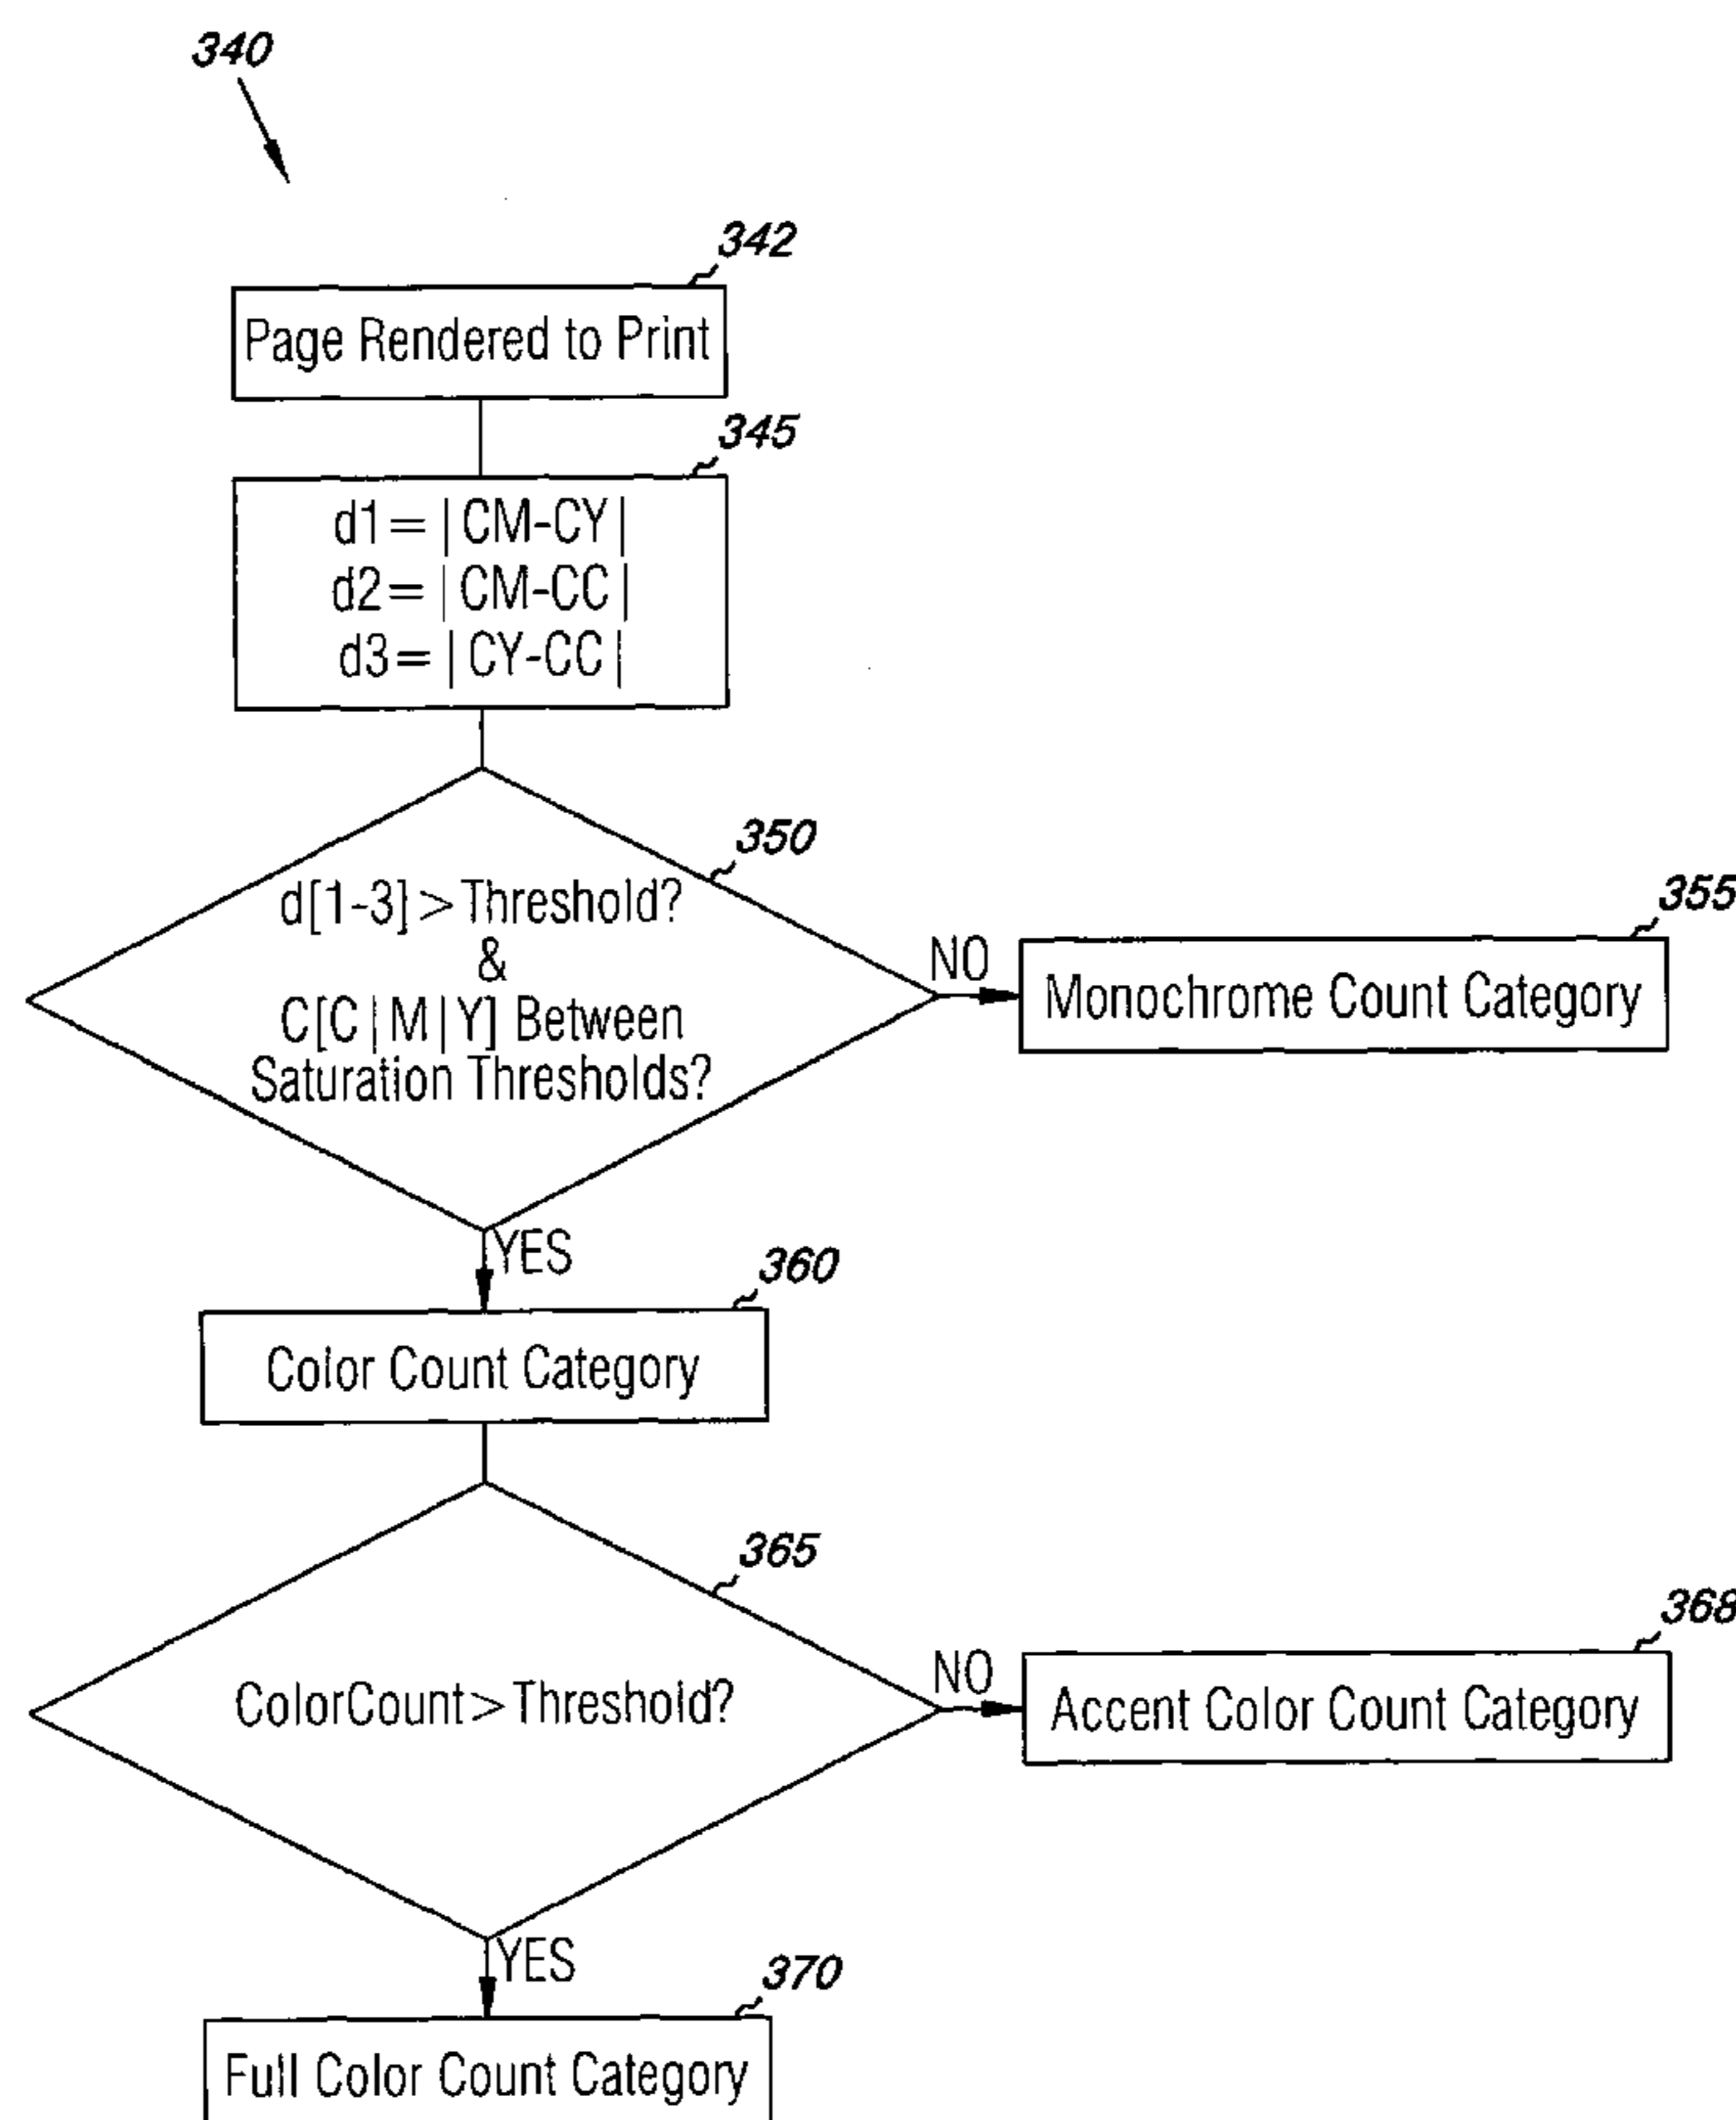 340
342
Page Rendered to Print
345
d1=|CM-CY|
d2=|CM-CC|
d3=|CY-CC|
350
d[1-3]>Threshold?
&
C[C|M|Y] Between
Saturation Thresholds?
NO
355
Monochrome Count Category
YES
360
Color Count Category
365
ColorCount>Threshold?
NO
368
Accent Color Count Category
YES
370
Full Color Count Category